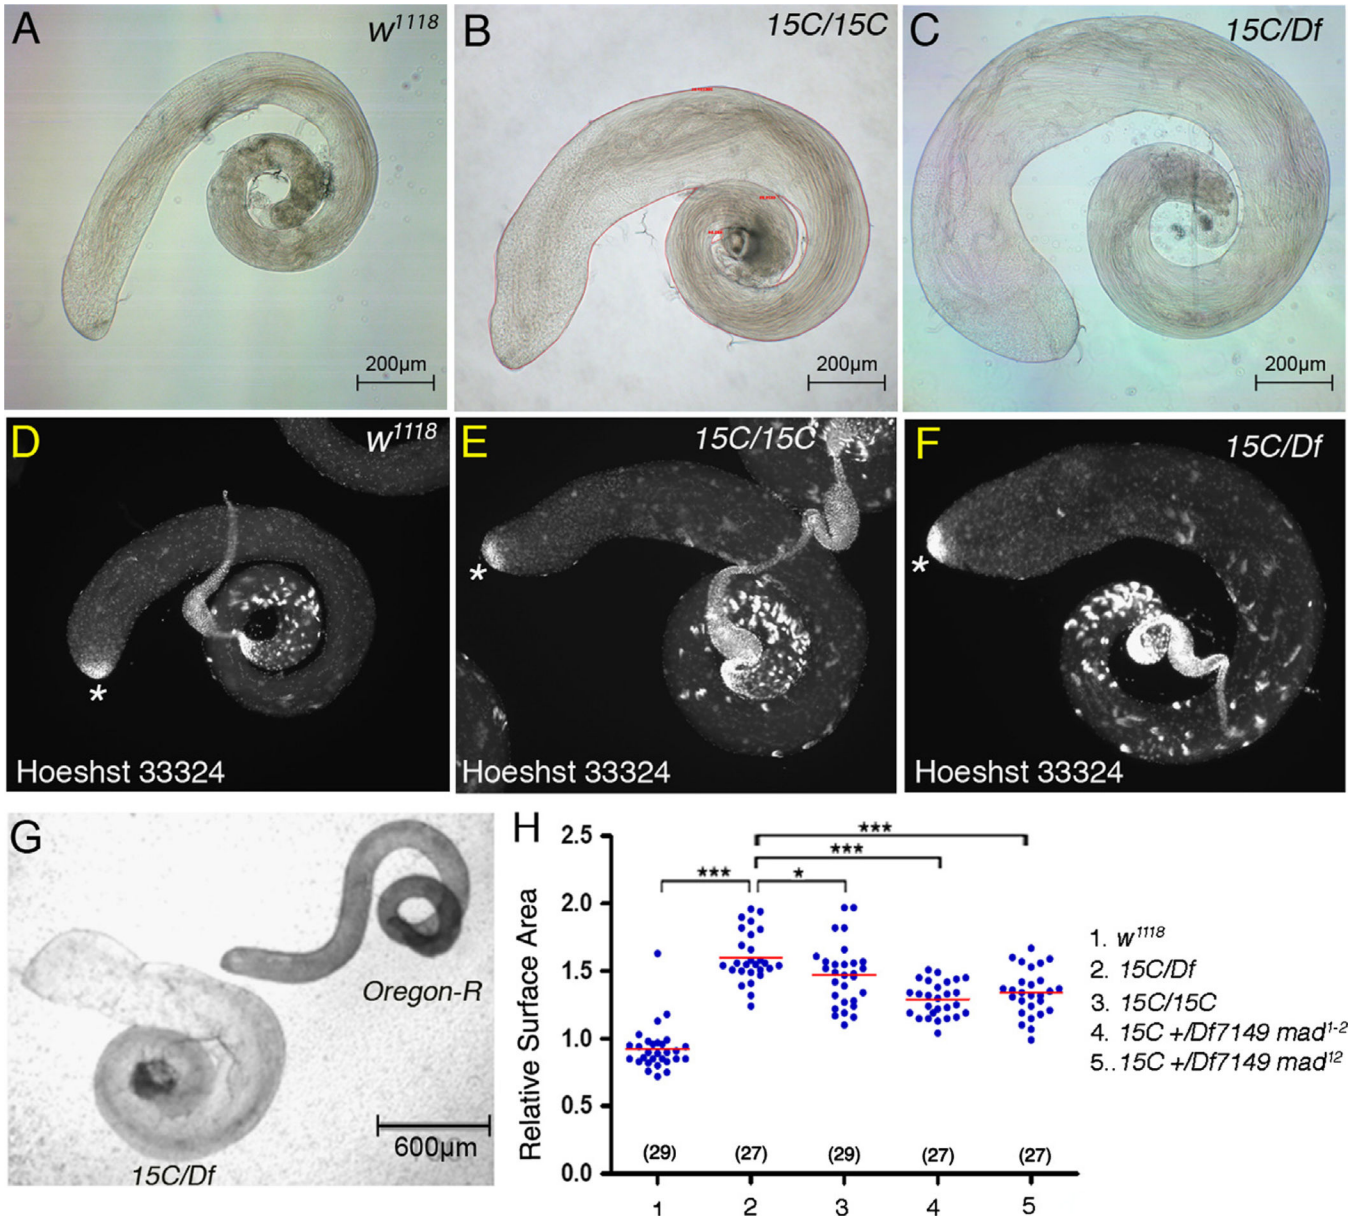 A
w1118
200µm
B
15C/15C
200µm
C
15C/Df
200µm
D
w1118
*
Hoeshst 33324
E
15C/15C
*
Hoeshst 33324
F
15C/Df
*
Hoeshst 33324
G
Oregon-R
15C/Df
600µm
H
Relative Surface Area
2.5
2.0
1.5
1.0
0.5
0.0
***
***
***
*
(29)
(27)
(29)
(27)
(27)
1
2
3
4
5
1. w1118
2. 15C/Df
3. 15C/15C
4. 15C +/Df7149 mad1-2
5.. 15C +/Df7149 mad12